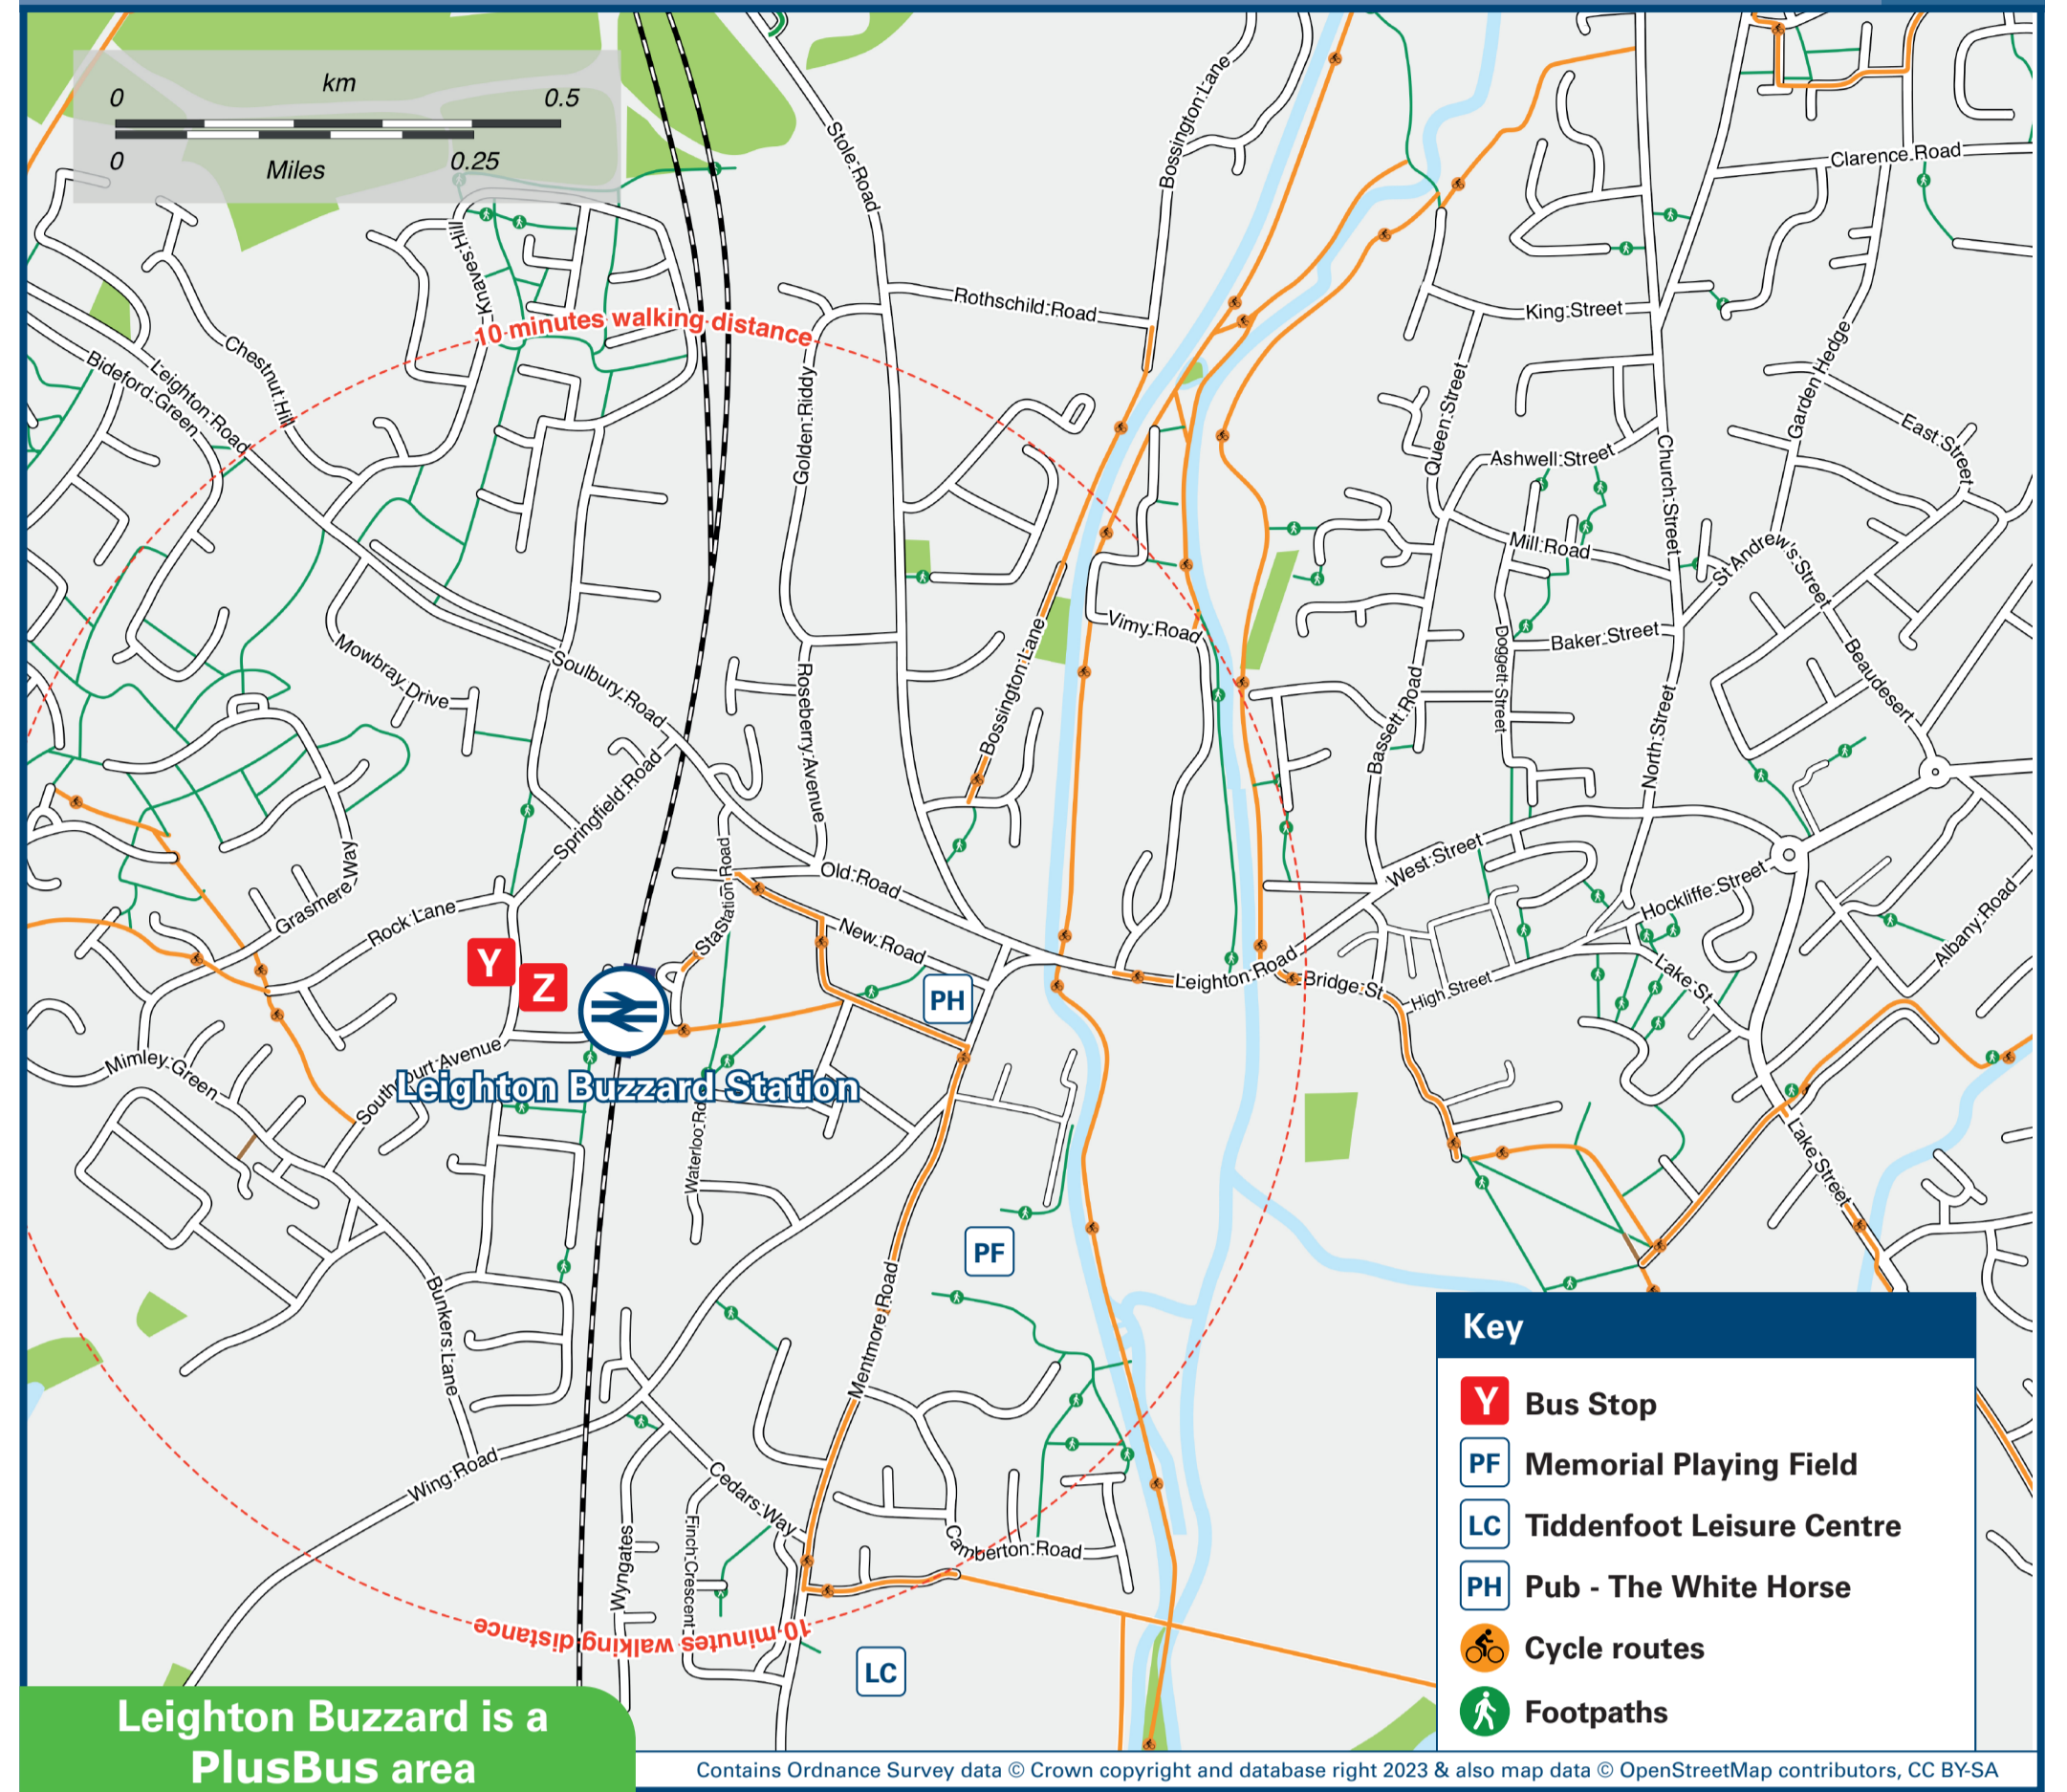 km
0
0.5
0
Miles
0.25
Stole Road
Bossington Lane
Clarence Road
Knaves Hill
Rothschild Road
King Street
10 minutes walking distance
Chestnut Hill
Leighton Road
Bideford Green
Golden Riddy
Queen Street
Garden Hedge
East Street
Ashwell Street
Church Street
Mill Road
St Andrew's Street
Vimy Road
Baker Street
Doggett Street
Mowbray Drive
Soulbury Road
Bossington Lane
Roseberry Avenue
Bassett Road
North Street
Beaudesert
Springfield Road
Station Road
Old Road
West Street
Hockliffe Street
Grasmere Way
Rock Lane
Sta
New Road
Albany Road
Y
Z
PH
Leighton Road
Bridge St
High Street
Lake St
Mimley Green
Southcourt Avenue
Leighton Buzzard Station
Waterloo Rd
Lake Street
PF
Bunkers Lane
Mentmore Road
Wing Road
Cedars Way
Wyngates
Finch Crescent
Camberton Road
10 minutes walking distance
LC
Key
Y Bus Stop
PF Memorial Playing Field
LC Tiddenfoot Leisure Centre
PH Pub - The White Horse
Cycle routes
Footpaths
Leighton Buzzard is a
PlusBus area
Contains Ordnance Survey data © Crown copyright and database right 2023 & also map data © OpenStreetMap contributors, CC BY-SA